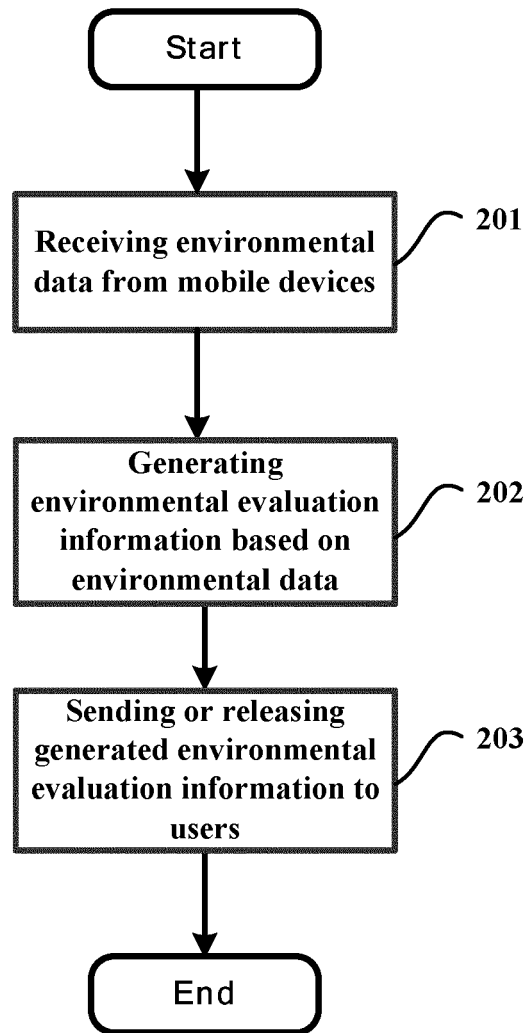 Start
Receiving environmental
data from mobile devices
201
Generating
environmental evaluation
information based on
environmental data
202
Sending or releasing
generated environmental
evaluation information to
users
203
End